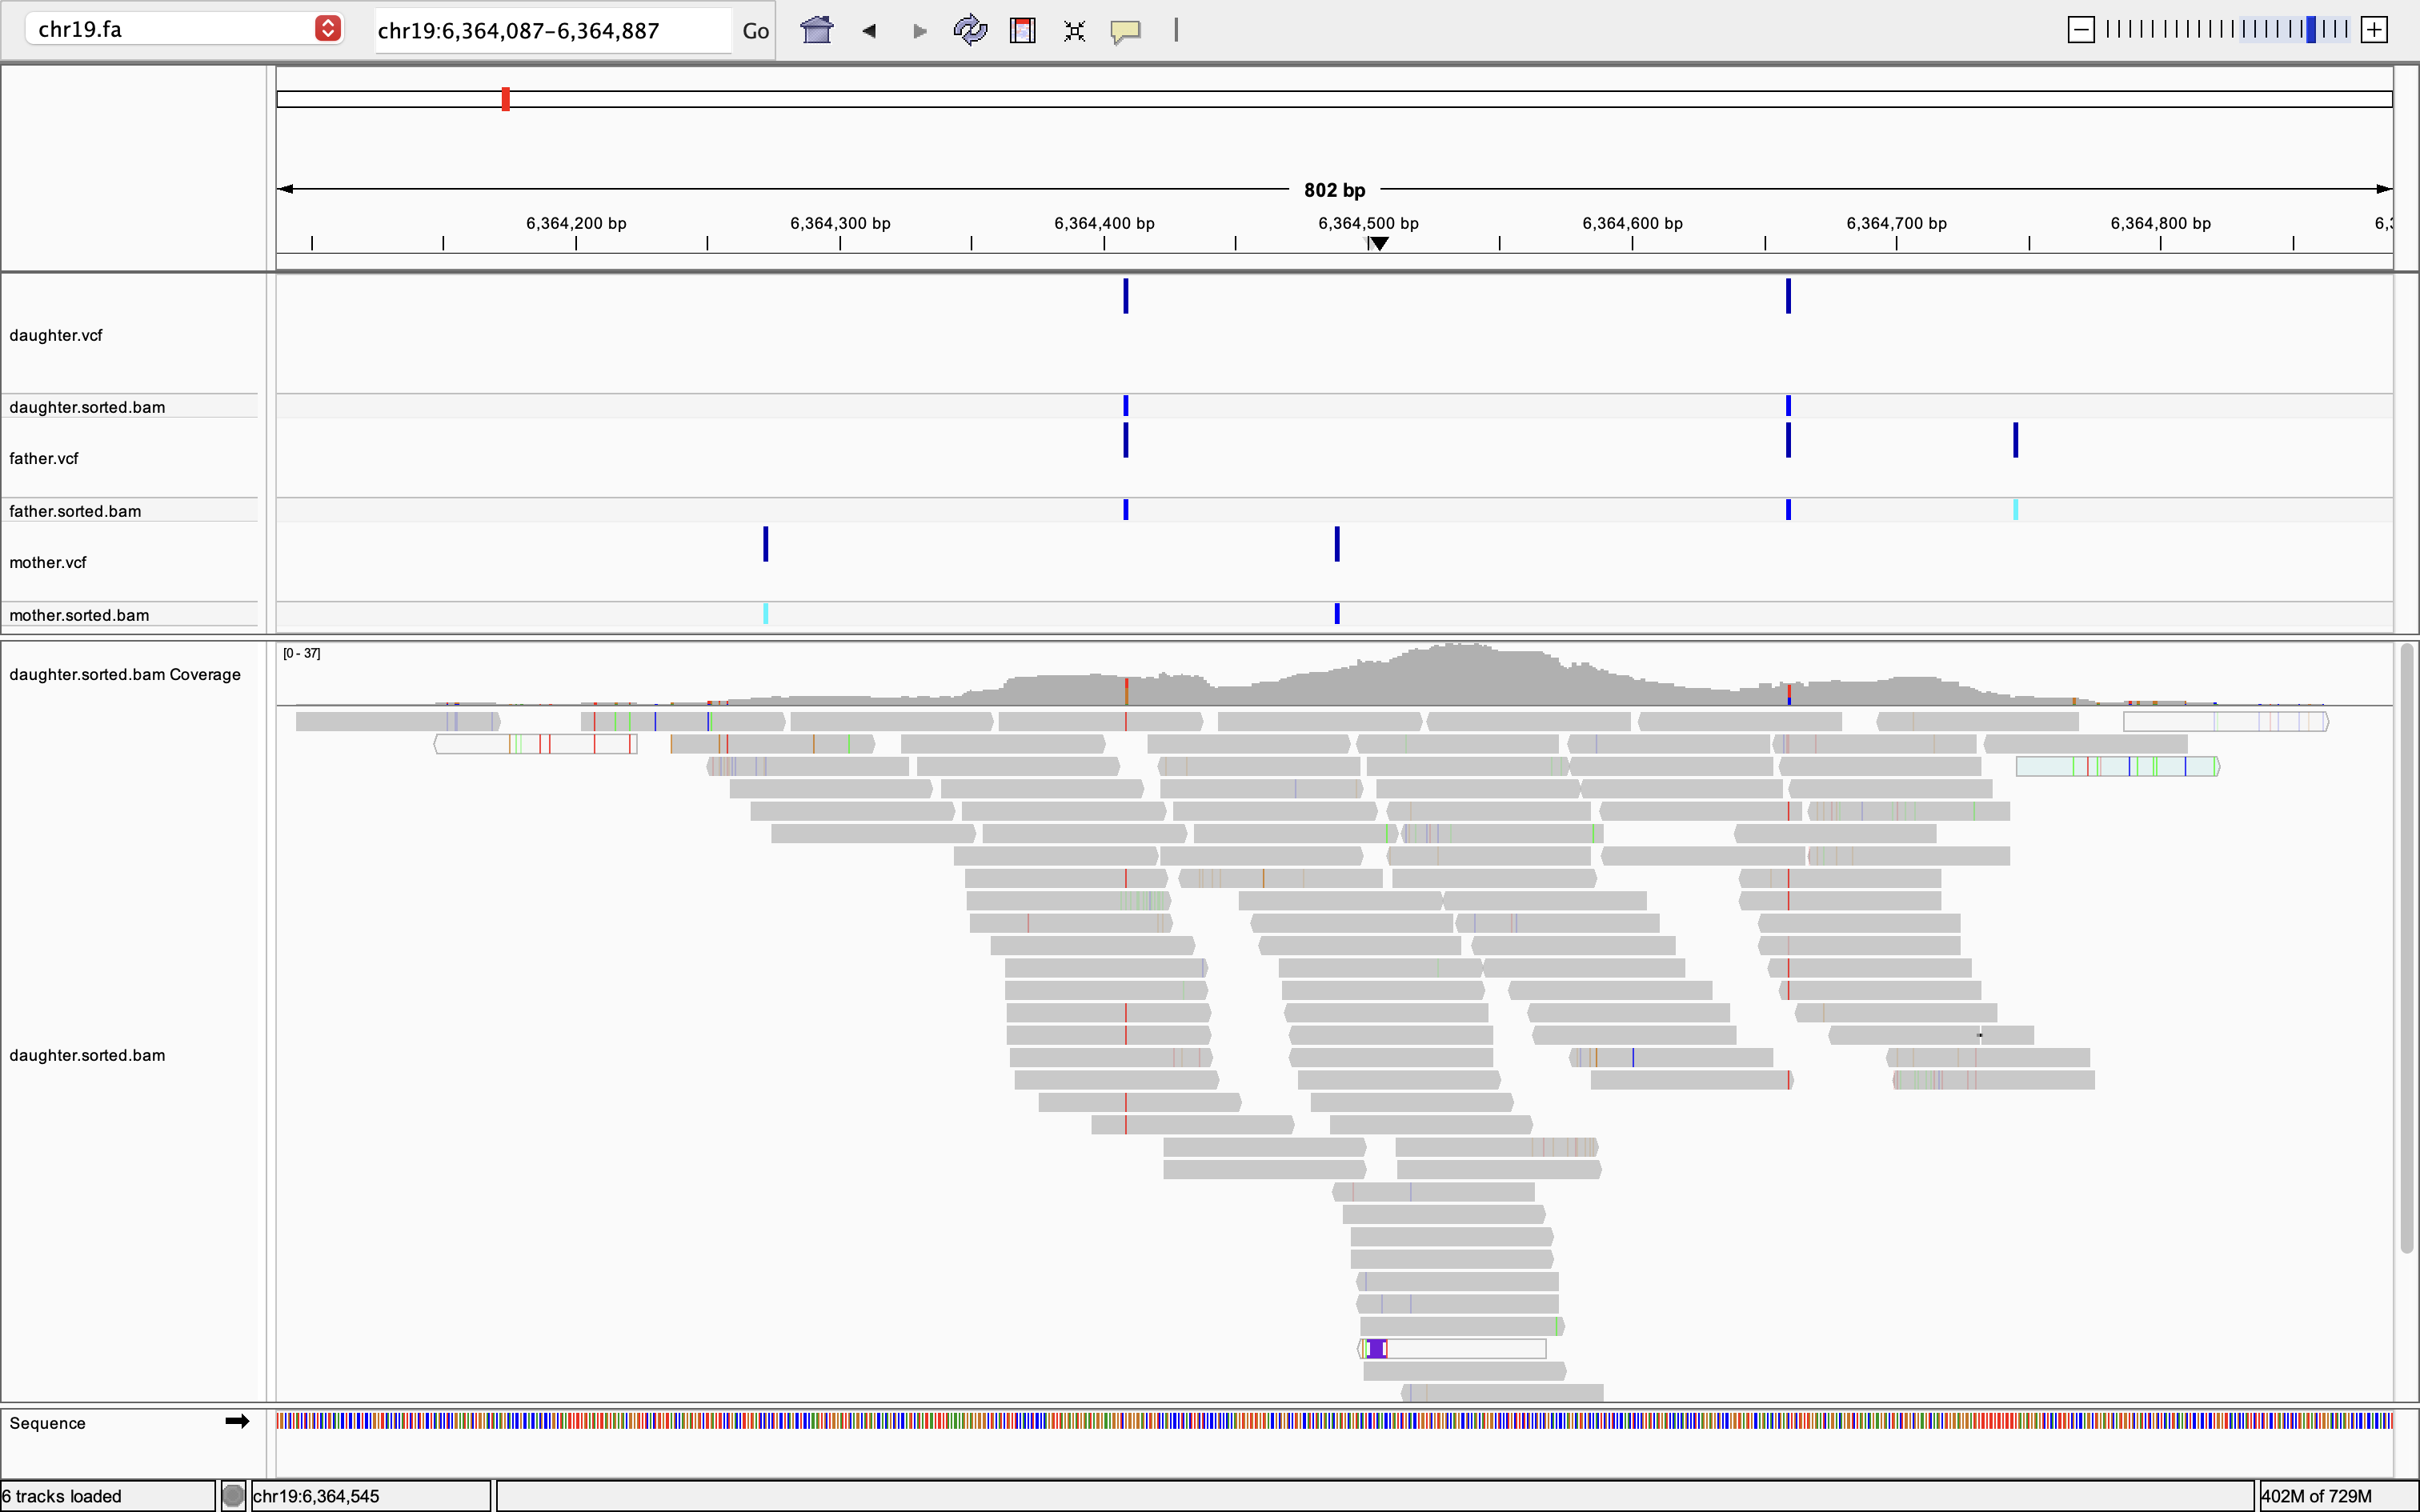 chr19.fa
chr19:6,364,087-6,364,887
Go
802 bp
6,364,200 bp
6,364,300 bp
6,364,400 bp
6,364,500 bp
6,364,600 bp
6,364,700 bp
6,364,800 bp
daughter.vcf
daughter.sorted.bam
father.vcf
father.sorted.bam
mother.vcf
mother.sorted.bam
[0 - 37]
daughter.sorted.bam Coverage
daughter.sorted.bam
Sequence
6 tracks loaded
chr19:6,364,545
402M of 729M